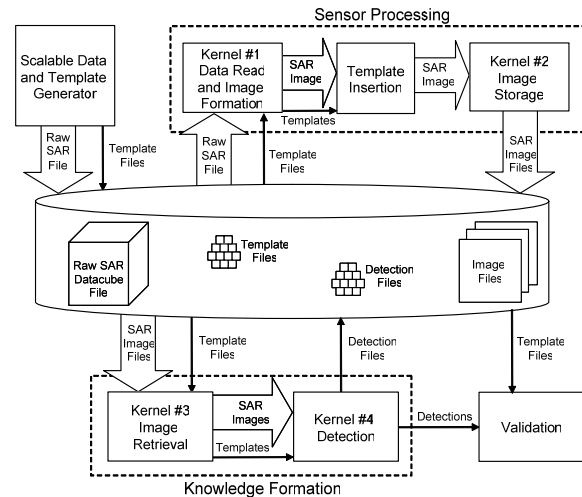 Sensor Processing
Scalable Data
and Template
Generator
Kernel #1
Data Read
and Image
Formation
SAR
Image
Templates
Template
Insertion
SAR
Image
Kernel #2
Image
Storage
Raw
SAR
File
Template
Files
Raw
SAR
File
Template
Files
SAR
Image
Files
Raw SAR
Datacube
File
Template
Files
Detection
Files
Image
Files
SAR
Image
Files
Template
Files
Detection
Files
Template
Files
Kernel #3
Image
Retrieval
SAR
Images
Templates
Kernel #4
Detection
Detections
Validation
Knowledge Formation